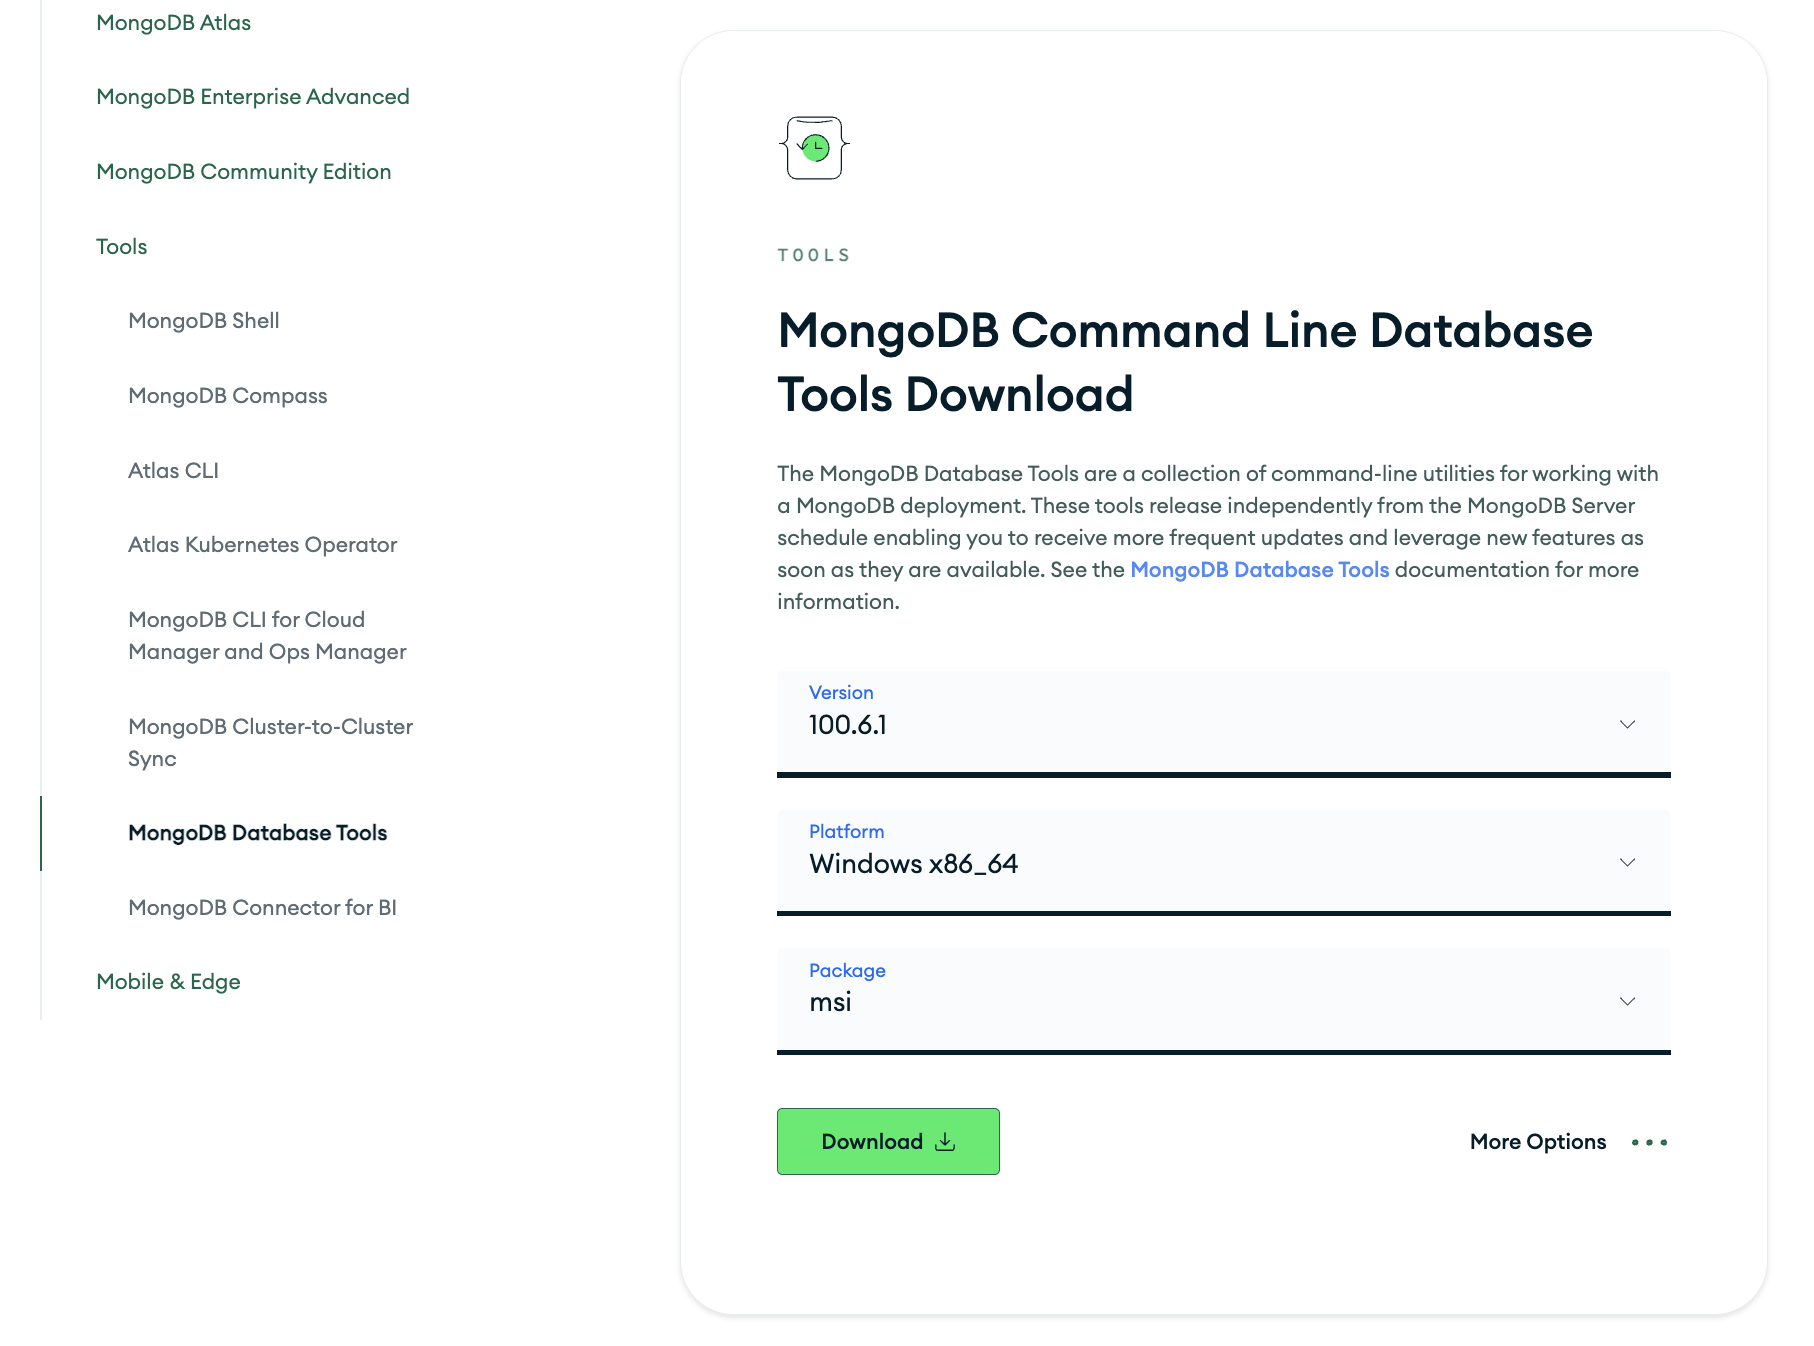 MongoDB Atlas
MongoDB Enterprise Advanced
MongoDB Community Edition
Tools
MongoDB Shell
MongoDB Compass
Atlas CLI
Atlas Kubernetes Operator
MongoDB CLI for Cloud
Manager and Ops Manager
MongoDB Cluster-to-Cluster
Sync
MongoDB Database Tools
MongoDB Connector for BI
Mobile & Edge
TOOLS
MongoDB Command Line Database
Tools Download
The MongoDB Database Tools are a collection of command-line utilities for working with
a MongoDB deployment. These tools release independently from the MongoDB Server
schedule enabling you to receive more frequent updates and leverage new features as
soon as they are available. See the MongoDB Database Tools documentation for more
information.
Version
100.6.1
Platform
Windows x86_64
Package
msi
Download
More Options